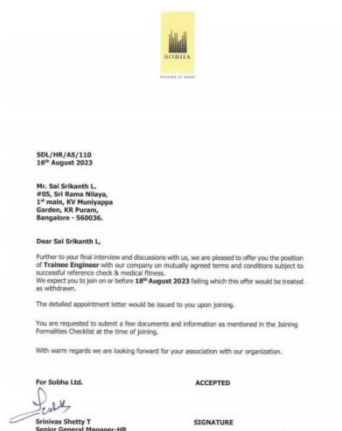 SOBHA
PASSION AT WORK
SDL/HR/AS/110
16th August 2023
Mr. Sai Srikanth L.
#05, Sri Rama Nilaya,
1st main, KV Muniyappa
Garden, KR Puram,
Bangalore - 560036.
Dear Sai Srikanth L,
Further to your final interview and discussions with us, we are pleased to offer you the position
of Trainee Engineer with our company on mutually agreed terms and conditions subject to
successful reference check & medical fitness.
We expect you to join on or before 18th August 2023 failing which this offer would be treated
as withdrawn.
The detailed appointment letter would be issued to you upon joining.
You are requested to submit a few documents and information as mentioned in the Joining
Formalities Checklist at the time of joining.
With warm regards we are looking forward for your association with our organization.
For Sobha Ltd.
ACCEPTED
Srinivas Shetty T
SIGNATURE
Senior General Manager-HR